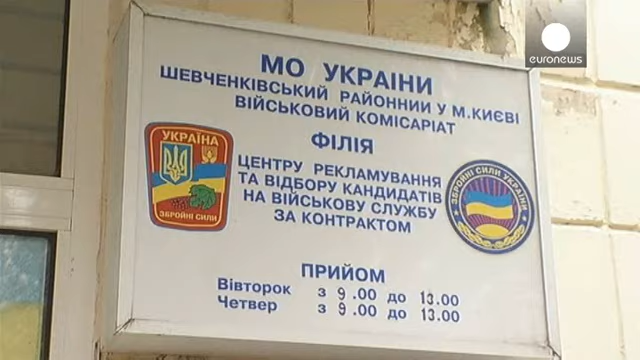 euronews
МО УКРАЇНИ
ШЕВЧЕНКІВСЬКИЙ РАЙОННИЙ У М.КИЄВІ
ВІЙСЬКОВИЙ КОМІСАРІАТ
ФІЛІЯ
ЦЕНТРУ РЕКЛАМУВАННЯ
ТА ВІДБОРУ КАНДИДАТІВ
НА ВІЙСЬКОВУ СЛУЖБУ
ЗА КОНТРАКТОМ
УКРАЇНА
ЗБРОЙНІ СИЛИ
ЗБРОЙНІ СИЛИ УКРАЇНИ
ПРИЙОМ
Вівторок з 9.00 до 13.00
Четвер з 9.00 до 13.00